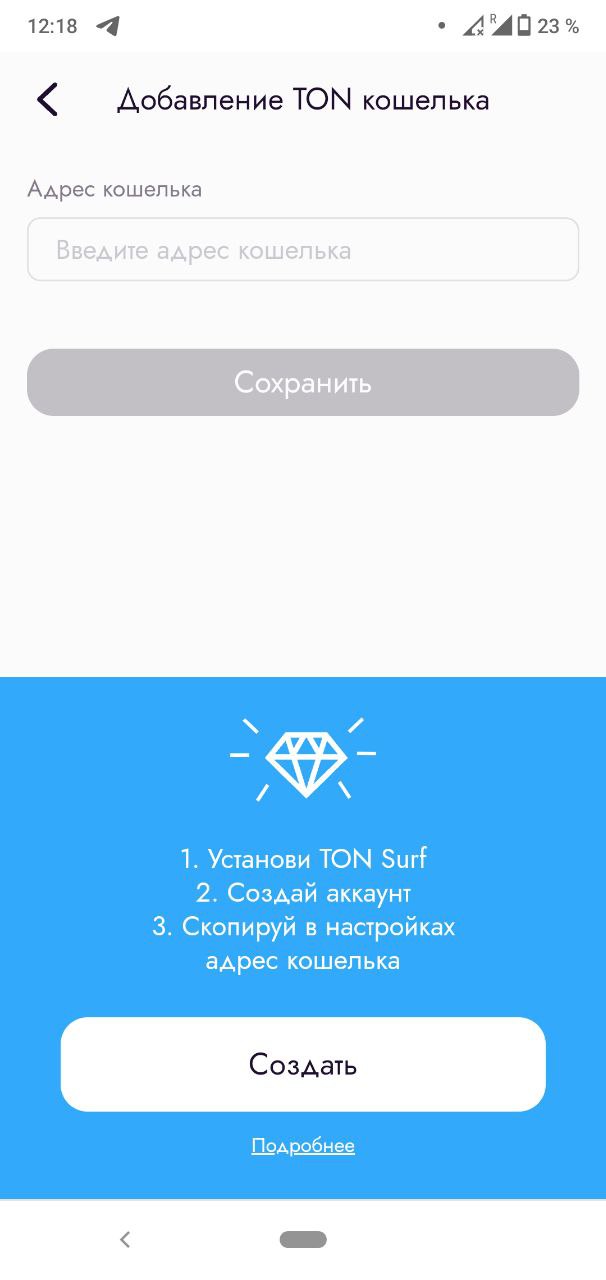 12:18
R
23 %
Добавление TON кошелька
Адрес кошелька
Введите адрес кошелька
Сохранить
1. Установи TON Surf
2. Создай аккаунт
3. Скопируй в настройках
адрес кошелька
Создать
Подробнее